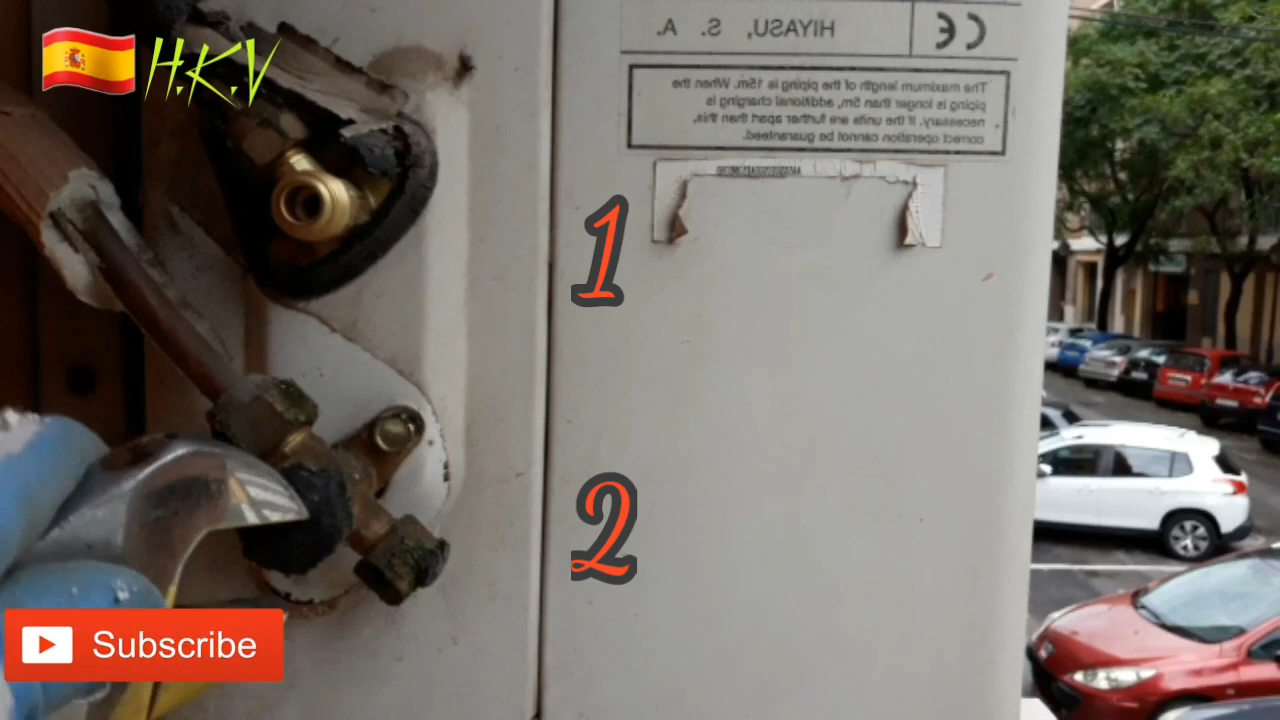 H.K.V
HIYASU, S. A.
CE
The maximum length of the piping is 15m. When the
piping is longer than 5m, additional charging is
necessary. If the units are further apart than this,
correct operation cannot be guaranteed.
1
2
Subscribe